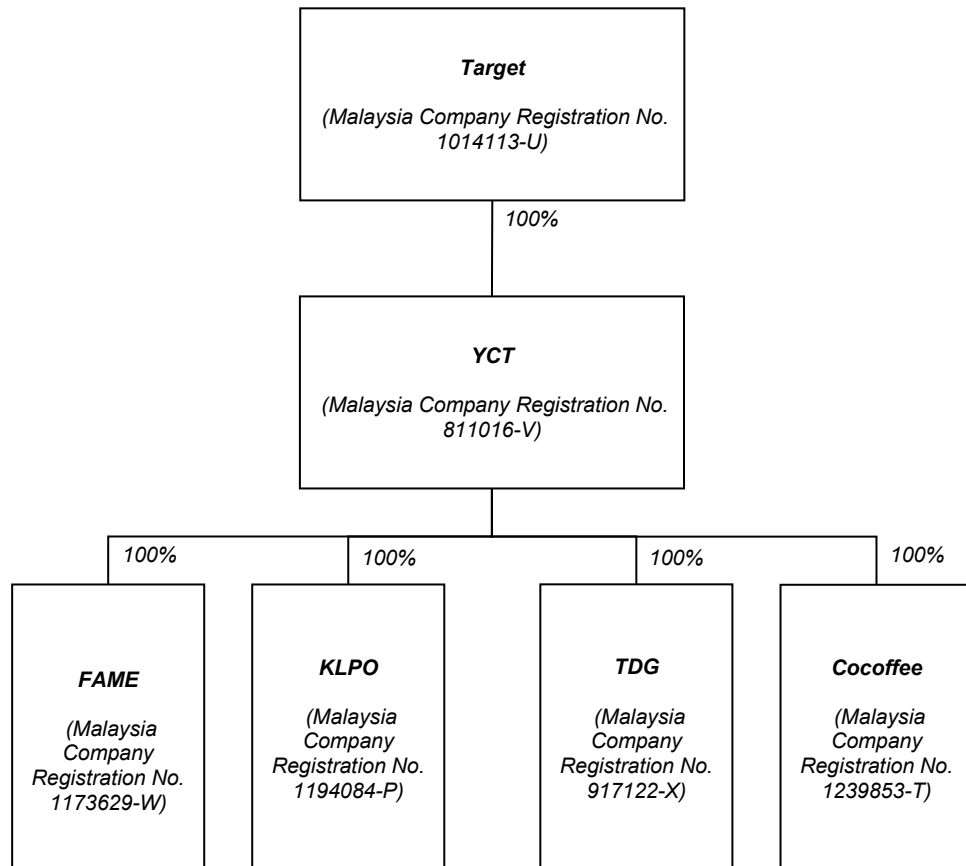 Target
(Malaysia Company Registration No.
1014113-U)
100%
YCT
(Malaysia Company Registration No.
811016-V)
100%
100%
100%
100%
FAME
(Malaysia
Company
Registration No.
1173629-W)
KLPO
(Malaysia
Company
Registration No.
1194084-P)
TDG
(Malaysia
Company
Registration No.
917122-X)
Cocoffee
(Malaysia
Company
Registration No.
1239853-T)